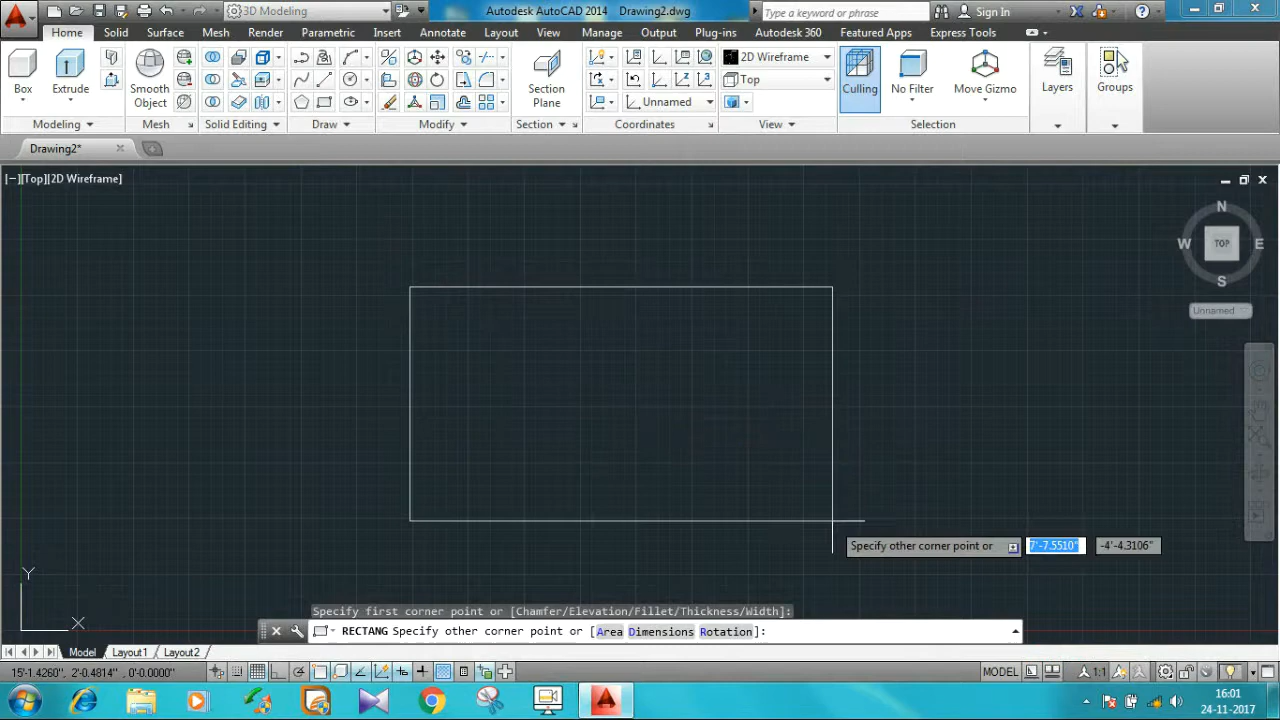 3D Modeling
Autodesk AutoCAD 2014 Drawing2.dwg
Type a keyword or phrase
Sign In
Home Solid Surface Mesh Render Parametric Insert Annotate Layout View Manage Output Plug-ins Autodesk 360 Featured Apps Express Tools
2D Wireframe
Top
Unnamed
Box
Extrude
Smooth
Object
Section
Plane
Culling
No Filter
Move Gizmo
Layers
Groups
Modeling Mesh Solid Editing Draw Modify Section Coordinates View Selection
Drawing2*
[−][Top][2D Wireframe]
N
W TOP E
S
Unnamed
Specify other corner point or 7'-7.5510" -4'-4.3106"
Y
X
Specify first corner point or [Chamfer/Elevation/Fillet/Thickness/Width]:
RECTANG Specify other corner point or [Area Dimensions Rotation]:
Model Layout1 Layout2
15'-1.4260", 2'-0.4814", 0'-0.0000"
MODEL 1:1
16:01
24-11-2017